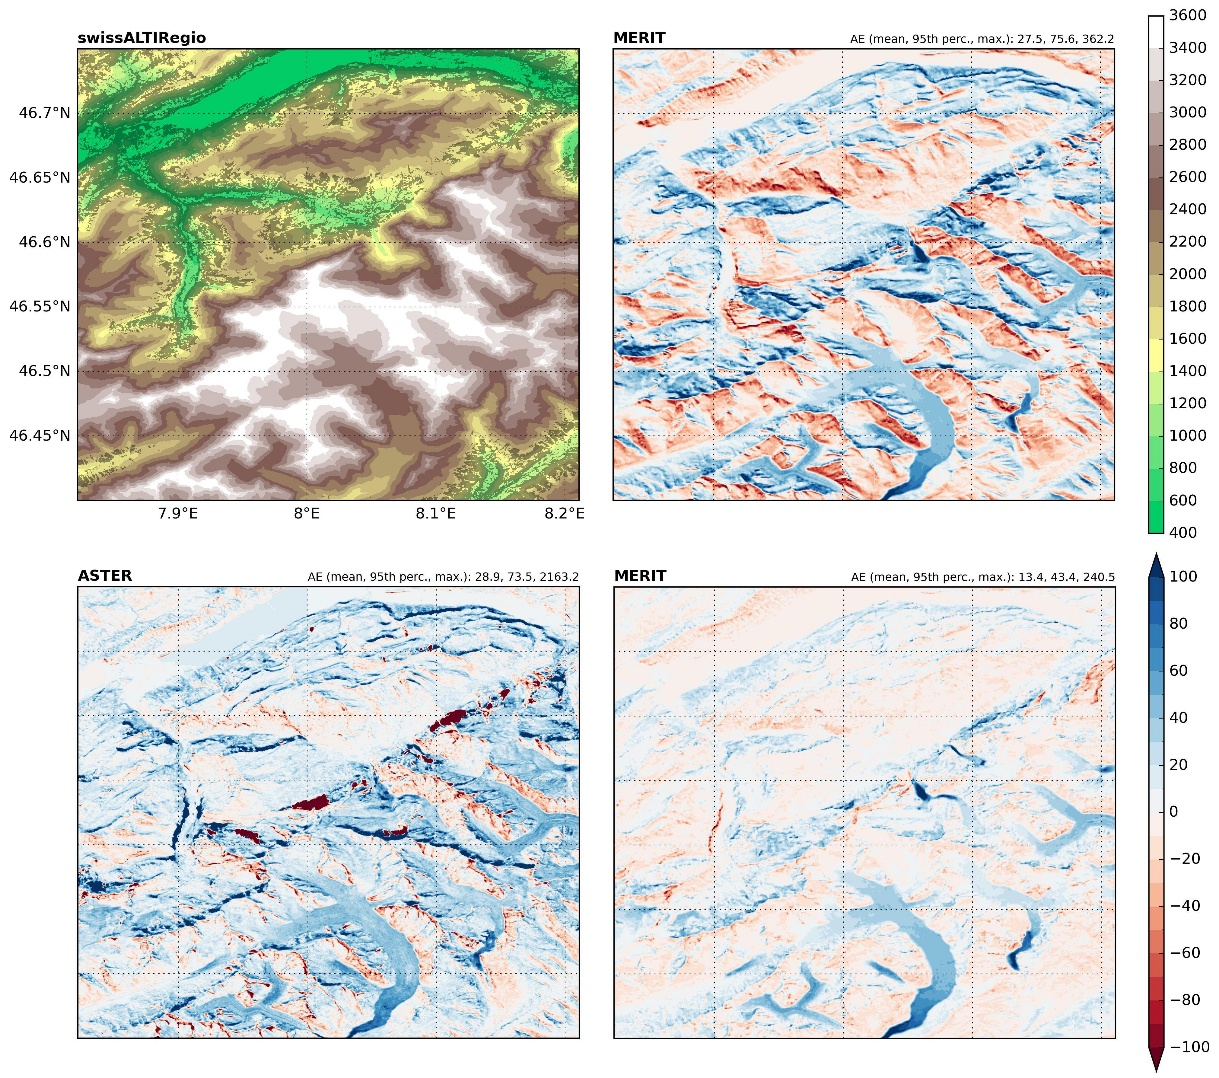 swissALTIRegio
MERIT
AE (mean, 95th perc., max.): 27.5, 75.6, 362.2
46.7°N
46.65°N
46.6°N
46.55°N
46.5°N
46.45°N
7.9°E
8°E
8.1°E
8.2°E
3600
3400
3200
3000
2800
2600
2400
2200
2000
1800
1600
1400
1200
1000
800
600
400
ASTER
AE (mean, 95th perc., max.): 28.9, 73.5, 2163.2
MERIT
AE (mean, 95th perc., max.): 13.4, 43.4, 240.5
100
80
60
40
20
0
−20
−40
−60
−80
−100